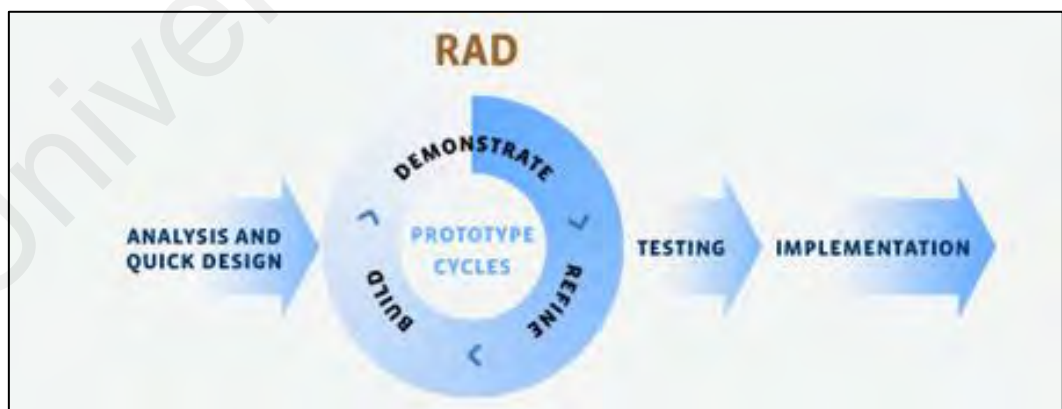 RAD
ANALYSIS AND
QUICK DESIGN
DEMONSTRATE
PROTOTYPE
CYCLES
BUILD
REFINE
TESTING
IMPLEMENTATION